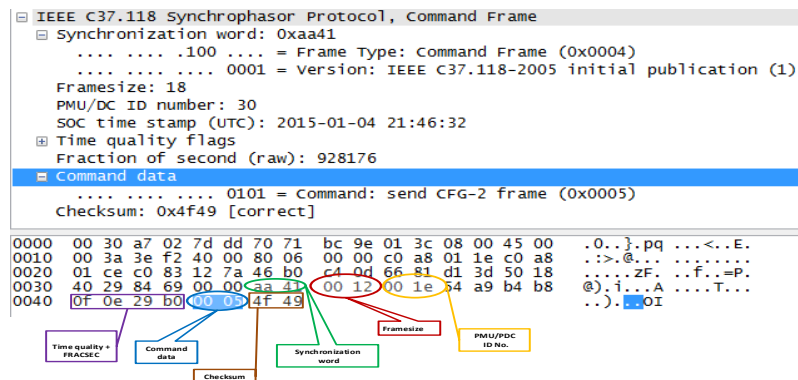 IEEE C37.118 Synchrophasor Protocol, Command Frame
Synchronization word: 0xaa41
.... .... .100 .... = Frame Type: Command Frame (0x0004)
.... .... .... 0001 = Version: IEEE C37.118-2005 initial publication (1)
Framesize: 18
PMU/DC ID number: 30
SOC time stamp (UTC): 2015-01-04 21:46:32
Time quality flags
Fraction of second (raw): 928176
Command data
.... .... .... 0101 = Command: send CFG-2 frame (0x0005)
Checksum: 0x4f49 [correct]
0000 00 30 a7 02 7d dd 70 71 bc 9e 01 3c 08 00 45 00 .0..}.pq ...<..E.
0010 00 3a 3e f2 40 00 80 06 00 00 c0 a8 01 1e c0 a8 .:>.@... ........
0020 01 ce c0 83 12 7a 46 b0 c4 0d 66 81 d1 3d 50 18 .....zF. ..f..=P.
0030 40 29 84 69 00 00 aa 41 00 12 00 1e 54 a9 b4 b8 @).i...A ....T...
0040 0f 0e 29 b0 00 05 4f 49 ..)...OI
Time quality + FRACSEC
Command data
Checksum
Synchronization word
Framesize
PMU/PDC ID No.